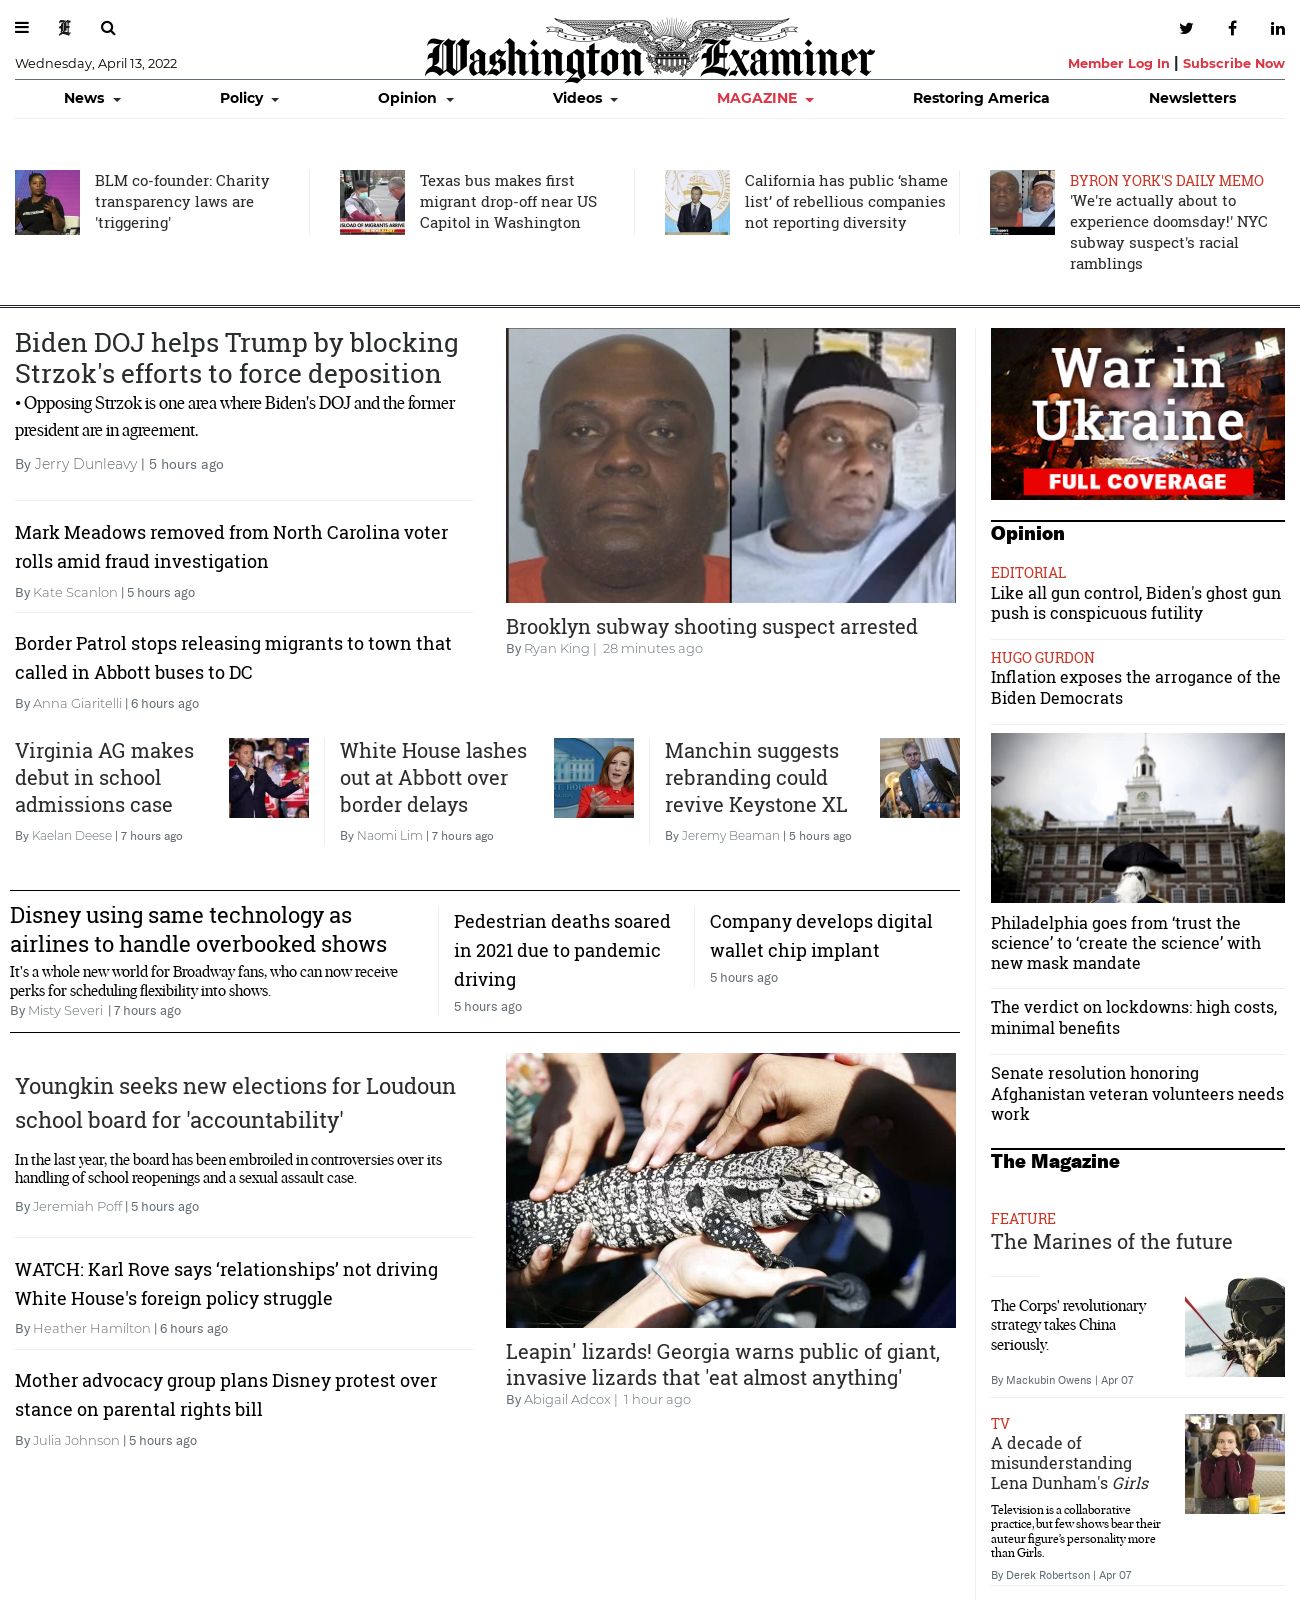 Washington Examiner
Wednesday, April 13, 2022
Member Log In | Subscribe Now
News
Policy
Opinion
Videos
MAGAZINE
Restoring America
Newsletters
BLM co-founder: Charity
transparency laws are
'triggering'
Texas bus makes first
migrant drop-off near US
Capitol in Washington
California has public ‘shame
list’ of rebellious companies
not reporting diversity
BYRON YORK'S DAILY MEMO
'We're actually about to
experience doomsday!' NYC
subway suspect's racial
ramblings
Biden DOJ helps Trump by blocking
Strzok's efforts to force deposition
• Opposing Strzok is one area where Biden's DOJ and the former
president are in agreement.
By Jerry Dunleavy | 5 hours ago
Mark Meadows removed from North Carolina voter
rolls amid fraud investigation
By Kate Scanlon | 5 hours ago
Border Patrol stops releasing migrants to town that
called in Abbott buses to DC
By Anna Giaritelli | 6 hours ago
Brooklyn subway shooting suspect arrested
By Ryan King | 28 minutes ago
Virginia AG makes
debut in school
admissions case
By Kaelan Deese | 7 hours ago
White House lashes
out at Abbott over
border delays
By Naomi Lim | 7 hours ago
Manchin suggests
rebranding could
revive Keystone XL
By Jeremy Beaman | 5 hours ago
Disney using same technology as
airlines to handle overbooked shows
It's a whole new world for Broadway fans, who can now receive
perks for scheduling flexibility into shows.
By Misty Severi | 7 hours ago
Pedestrian deaths soared
in 2021 due to pandemic
driving
5 hours ago
Company develops digital
wallet chip implant
5 hours ago
Youngkin seeks new elections for Loudoun
school board for 'accountability'
In the last year, the board has been embroiled in controversies over its
handling of school reopenings and a sexual assault case.
By Jeremiah Poff | 5 hours ago
WATCH: Karl Rove says ‘relationships’ not driving
White House's foreign policy struggle
By Heather Hamilton | 6 hours ago
Mother advocacy group plans Disney protest over
stance on parental rights bill
By Julia Johnson | 5 hours ago
Leapin' lizards! Georgia warns public of giant,
invasive lizards that 'eat almost anything'
By Abigail Adcox | 1 hour ago
War in
Ukraine
FULL COVERAGE
Opinion
EDITORIAL
Like all gun control, Biden's ghost gun
push is conspicuous futility
HUGO GURDON
Inflation exposes the arrogance of the
Biden Democrats
Philadelphia goes from ‘trust the
science’ to ‘create the science’ with
new mask mandate
The verdict on lockdowns: high costs,
minimal benefits
Senate resolution honoring
Afghanistan veteran volunteers needs
work
The Magazine
FEATURE
The Marines of the future
The Corps' revolutionary
strategy takes China
seriously.
By Mackubin Owens | Apr 07
TV
A decade of
misunderstanding
Lena Dunham's Girls
Television is a collaborative
practice, but few shows bear their
auteur figure’s personality more
than Girls.
By Derek Robertson | Apr 07